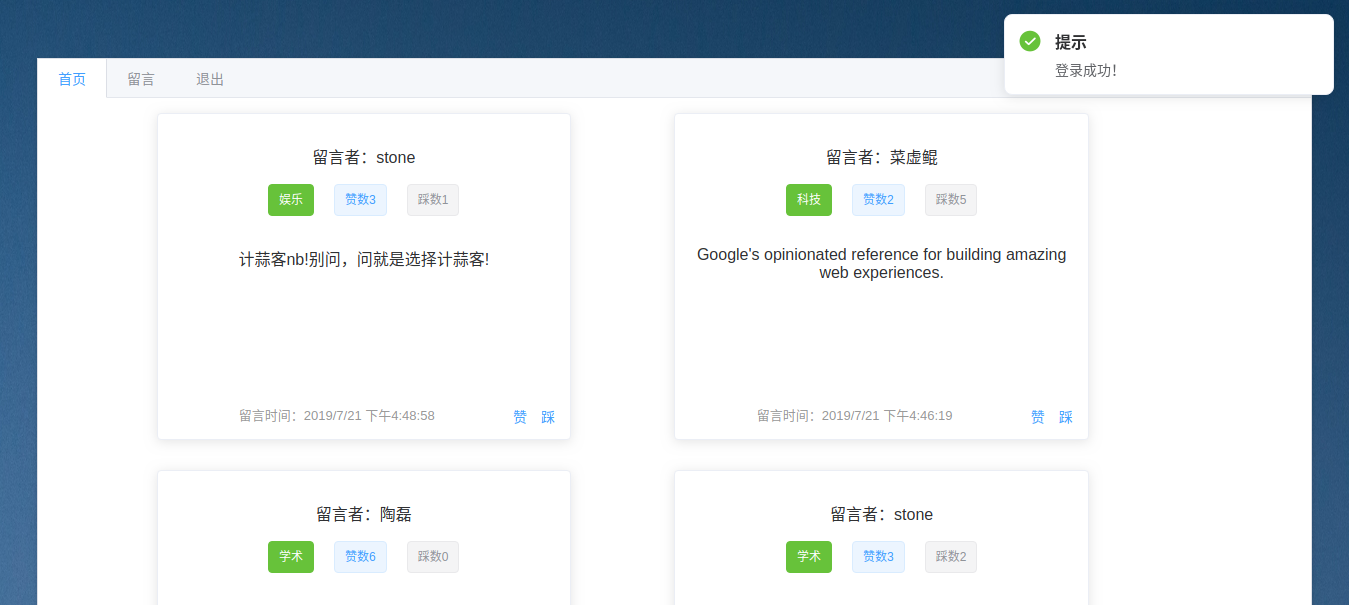 提示
登录成功!
首页 留言 退出
留言者：stone
娱乐 赞数3 踩数1
计蒜客nb!别问，问就是选择计蒜客!
留言时间：2019/7/21 下午4:48:58 赞 踩
留言者：菜虚鲲
科技 赞数2 踩数5
Google's opinionated reference for building amazing
web experiences.
留言时间：2019/7/21 下午4:46:19 赞 踩
留言者：陶磊
学术 赞数6 踩数0
留言者：stone
学术 赞数3 踩数2